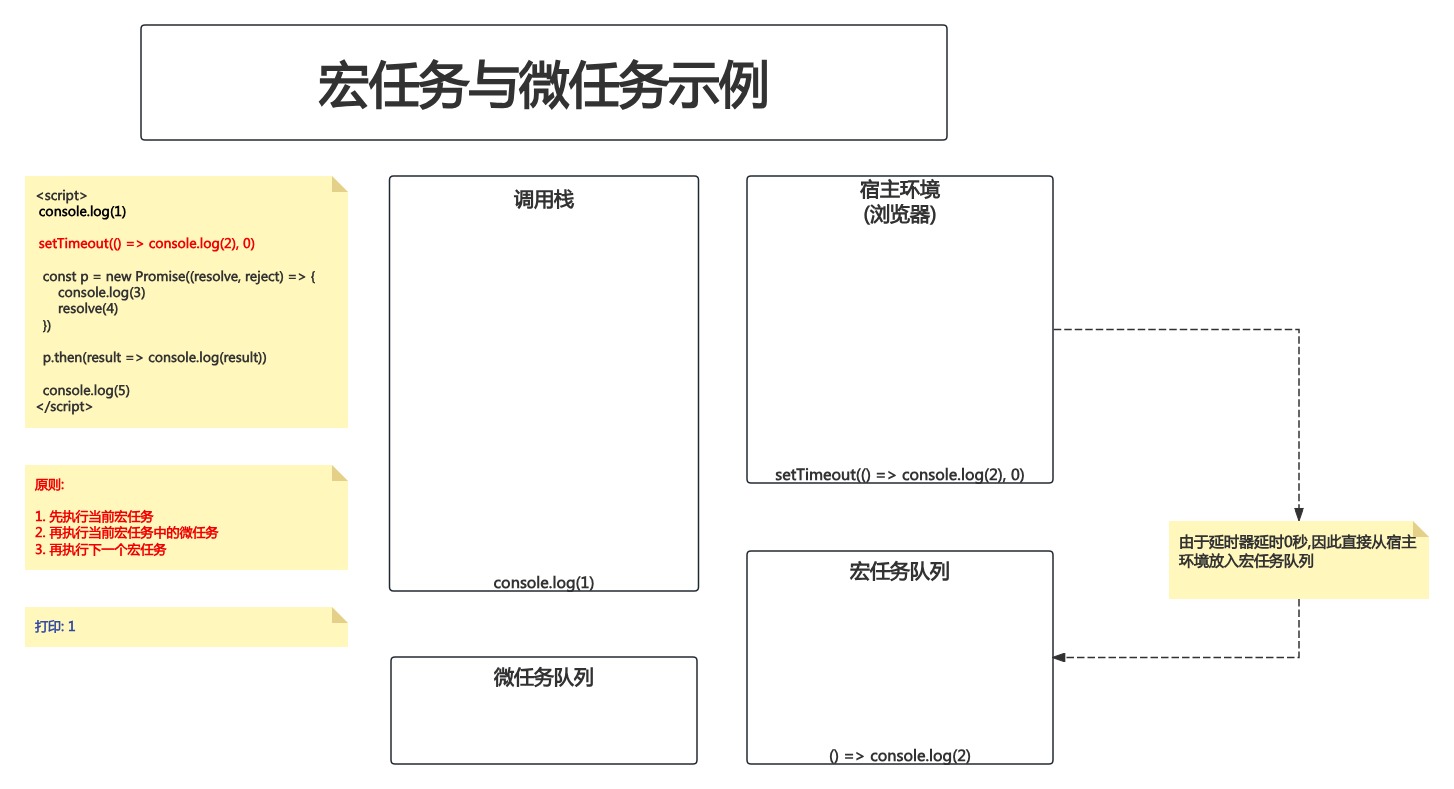 宏任务与微任务示例
<script>
console.log(1)
setTimeout(() => console.log(2), 0)
const p = new Promise((resolve, reject) => {
console.log(3)
resolve(4)
})
p.then(result => console.log(result))
console.log(5)
</script>
原则:
1. 先执行当前宏任务
2. 再执行当前宏任务中的微任务
3. 再执行下一个宏任务
打印: 1
调用栈
console.log(1)
微任务队列
宿主环境
(浏览器)
setTimeout(() => console.log(2), 0)
宏任务队列
() => console.log(2)
由于延时器延时0秒,因此直接从宿主
环境放入宏任务队列